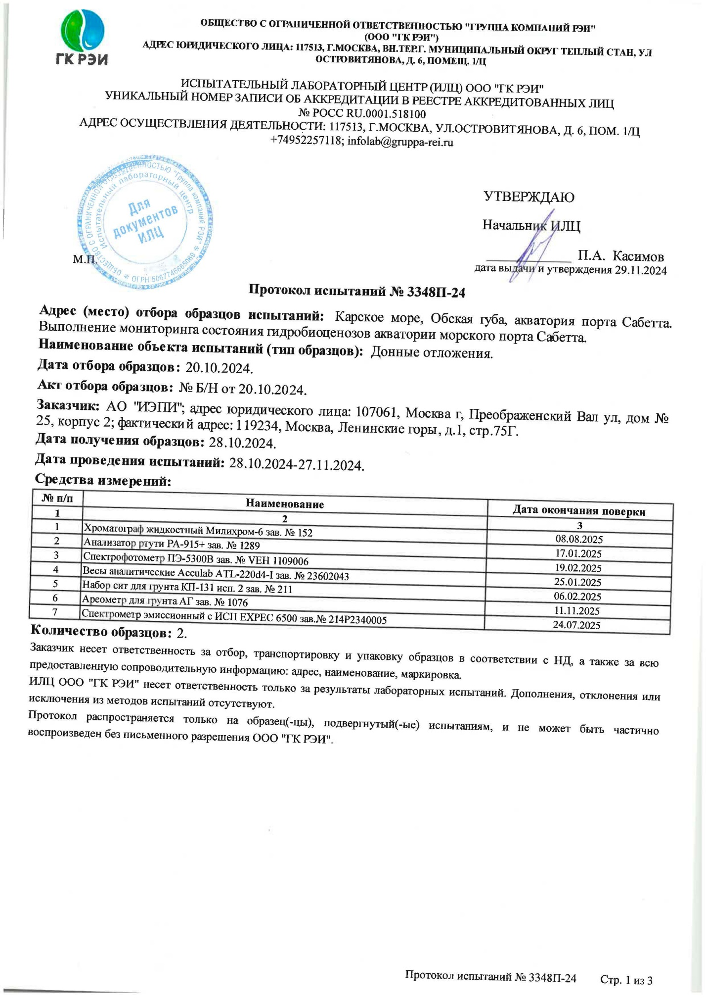 ГК РЭИ
ОБЩЕСТВО С ОГРАНИЧЕННОЙ ОТВЕТСТВЕННОСТЬЮ "ГРУППА КОМПАНИЙ РЭИ"
(ООО "ГК РЭИ")
АДРЕС ЮРИДИЧЕСКОГО ЛИЦА: 117513, Г.МОСКВА, ВН.ТЕР.Г. МУНИЦИПАЛЬНЫЙ ОКРУГ ТЕПЛЫЙ СТАН, УЛ
ОСТРОВИТЯНОВА, Д. 6, ПОМЕЩ. 1/Ц
ИСПЫТАТЕЛЬНЫЙ ЛАБОРАТОРНЫЙ ЦЕНТР (ИЛЦ) ООО "ГК РЭИ"
УНИКАЛЬНЫЙ НОМЕР ЗАПИСИ ОБ АККРЕДИТАЦИИ В РЕЕСТРЕ АККРЕДИТОВАННЫХ ЛИЦ
№ РОСС RU.0001.518100
АДРЕС ОСУЩЕСТВЛЕНИЯ ДЕЯТЕЛЬНОСТИ: 117513, Г.МОСКВА, УЛ.ОСТРОВИТЯНОВА, Д. 6, ПОМ. 1/Ц
+74952257118; infolab@gruppa-rei.ru
ОБЩЕСТВО С ОГРАНИЧЕННОЙ ОТВЕТСТВЕННОСТЬЮ "Группа компаний РЭИ" * ОГРН 5067746665069 *
Испытательный лабораторный центр
Для
документов
ИЛЦ
М.П.
УТВЕРЖДАЮ
Начальник ИЛЦ
П.А. Касимов
дата выдачи и утверждения 29.11.2024
Протокол испытаний № 3348П-24
Адрес (место) отбора образцов испытаний: Карское море, Обская губа, акватория порта Сабетта.
Выполнение мониторинга состояния гидробиоценозов акватории морского порта Сабетта.
Наименование объекта испытаний (тип образцов): Донные отложения.
Дата отбора образцов: 20.10.2024.
Акт отбора образцов: № Б/Н от 20.10.2024.
Заказчик: АО "ИЭПИ"; адрес юридического лица: 107061, Москва г, Преображенский Вал ул, дом №
25, корпус 2; фактический адрес: 119234, Москва, Ленинские горы, д.1, стр.75Г.
Дата получения образцов: 28.10.2024.
Дата проведения испытаний: 28.10.2024-27.11.2024.
Средства измерений:
№ п/п Наименование Дата окончания поверки
1 2 3
1 Хроматограф жидкостный Милихром-6 зав. № 152 08.08.2025
2 Анализатор ртути РА-915+ зав. № 1289 17.01.2025
3 Спектрофотометр ПЭ-5300В зав. № VEH 1109006 19.02.2025
4 Весы аналитические Acculab ATL-220d4-I зав. № 23602043 25.01.2025
5 Набор сит для грунта КП-131 исп. 2 зав. № 211 06.02.2025
6 Ареометр для грунта АГ зав. № 1076 11.11.2025
7 Спектрометр эмиссионный с ИСП EXPEC 6500 зав.№ 214P2340005 24.07.2025
Количество образцов: 2.
Заказчик несет ответственность за отбор, транспортировку и упаковку образцов в соответствии с НД, а также за всю
предоставленную сопроводительную информацию: адрес, наименование, маркировка.
ИЛЦ ООО "ГК РЭИ" несет ответственность только за результаты лабораторных испытаний. Дополнения, отклонения или
исключения из методов испытаний отсутствуют.
Протокол распространяется только на образец(-цы), подвергнутый(-ые) испытаниям, и не может быть частично
воспроизведен без письменного разрешения ООО "ГК РЭИ".
Протокол испытаний № 3348П-24 Стр. 1 из 3